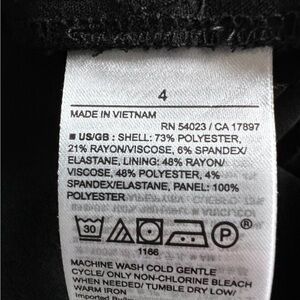 4
MADE IN VIETNAM
RN 54023 / CA 17897
■ US/GB : SHELL: 73% POLYESTER,
21% RAYON/VISCOSE, 6% SPANDEX/
ELASTANE, LINING: 48% RAYON/
VISCOSE, 48% POLYESTER, 4%
SPANDEX/ELASTANE, PANEL: 100%
POLYESTER
30 P ®
1166
MACHINE WASH COLD GENTLE
CYCLE/ ONLY NON-CHLORINE BLEACH
WHEN NEEDED/ TUMBLE DRY LOW/
WARM IRON
Imported